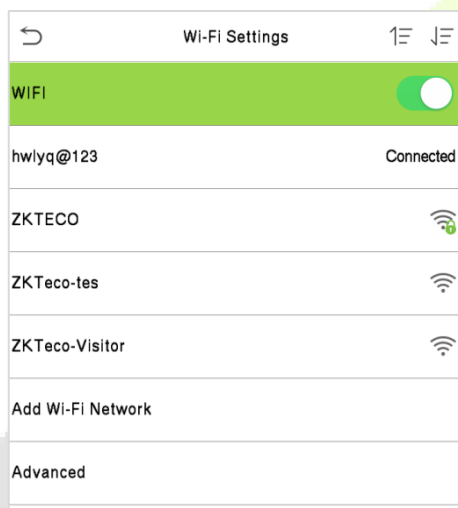 Wi-Fi Settings
WIFI
hwlyq@123 Connected
ZKTECO
ZKTeco-tes
ZKTeco-Visitor
Add Wi-Fi Network
Advanced